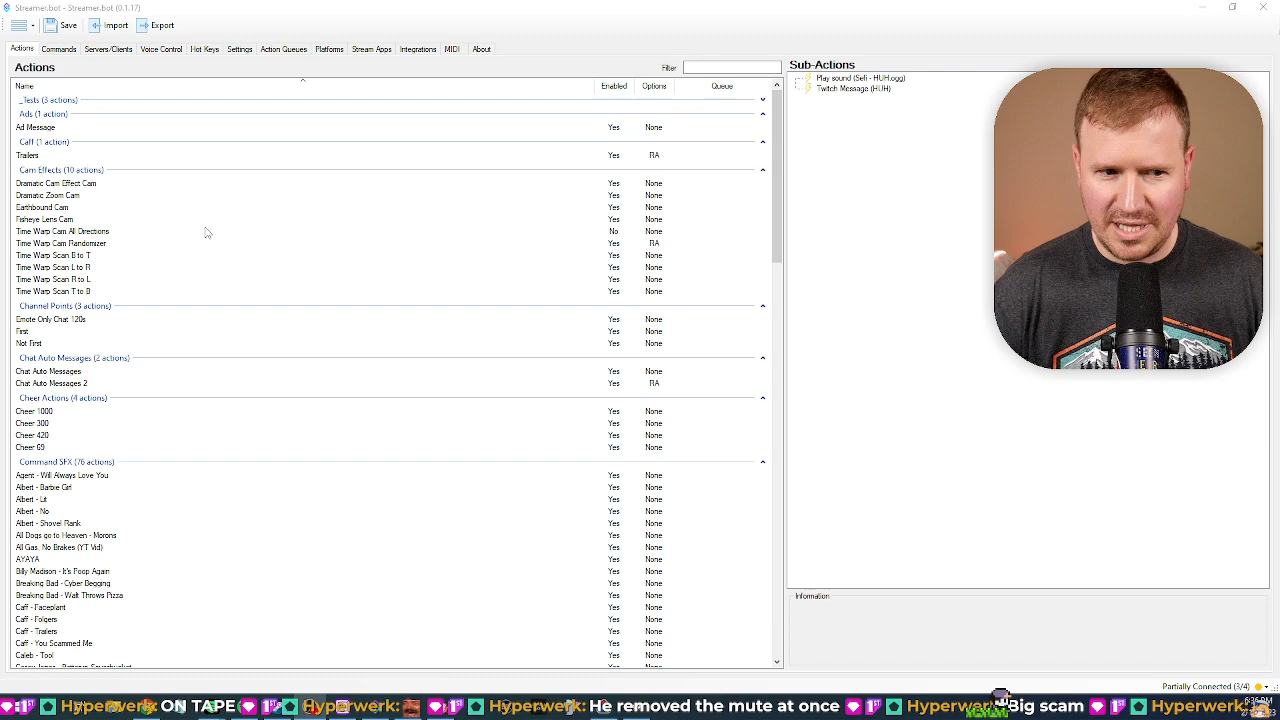 Streamer.bot - Streamer.bot (0.1.17)
Save Import Export
Actions Commands Servers/Clients Voice Control Hot Keys Settings Action Queues Platforms Stream Apps Integrations MIDI About
Actions Filter
Name Enabled Options Queue
_Tests (3 actions)
Ads (1 action)
Ad Message Yes None
Caff (1 action)
Trailers Yes RA
Cam Effects (10 actions)
Dramatic Cam Effect Cam Yes None
Dramatic Zoom Cam Yes None
Earthbound Cam Yes None
Fisheye Lens Cam Yes None
Time Warp Cam All Directions No None
Time Warp Cam Randomizer Yes RA
Time Warp Scan B to T Yes None
Time Warp Scan L to R Yes None
Time Warp Scan R to L Yes None
Time Warp Scan T to B Yes None
Channel Points (3 actions)
Emote Only Chat 120s Yes None
First Yes None
Not First Yes None
Chat Auto Messages (2 actions)
Chat Auto Messages Yes None
Chat Auto Messages 2 Yes RA
Cheer Actions (4 actions)
Cheer 1000 Yes None
Cheer 300 Yes None
Cheer 420 Yes None
Cheer 69 Yes None
Command SFX (76 actions)
Agent - Will Always Love You Yes None
Albert - Barbie Girl Yes None
Albert - Lit Yes None
Albert - No Yes None
Albert - Shovel Rank Yes None
All Dogs go to Heaven - Morons Yes None
All Gas, No Brakes (YT Vid) Yes None
AYAYA Yes None
Billy Madison - It's Poop Again Yes None
Breaking Bad - Cyber Begging Yes None
Breaking Bad - Walt Throws Pizza Yes None
Caff - Faceplant Yes None
Caff - Folgers Yes None
Caff - Trailers Yes None
Caff - You Scammed Me Yes None
Caleb - Tool Yes None
Sub-Actions
Play sound (Sefi - HUH.ogg)
Twitch Message (HUH)
Information
Partially Connected (3/4)
1ST Hyperwerk: ON TAPE 1ST Hyperwerk: 1ST Hyperwerk: He removed the mute at once 1ST Hyperwerk: Big scam 1ST Hyperwerk: